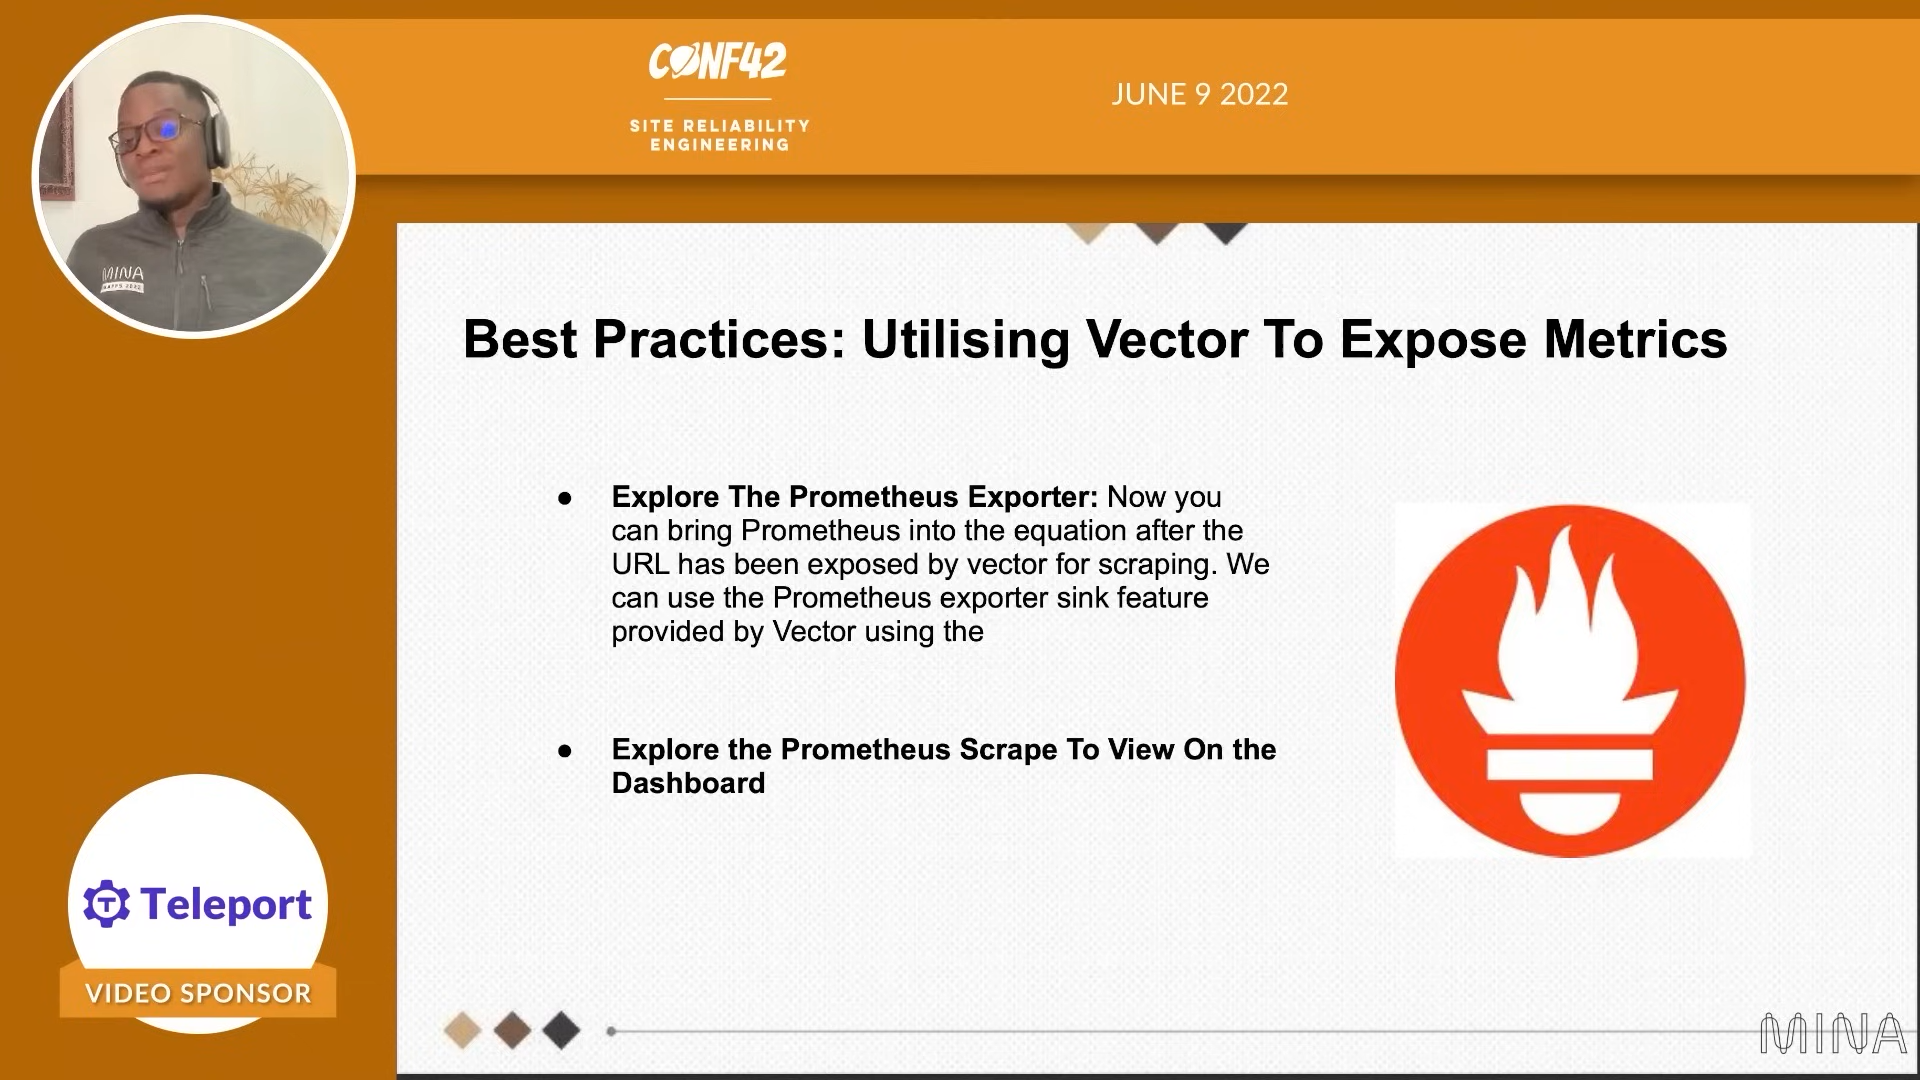 CONF42
SITE RELIABILITY
ENGINEERING
JUNE 9 2022
MINA
Best Practices: Utilising Vector To Expose Metrics
● Explore The Prometheus Exporter: Now you
can bring Prometheus into the equation after the
URL has been exposed by vector for scraping. We
can use the Prometheus exporter sink feature
provided by Vector using the
● Explore the Prometheus Scrape To View On the
Dashboard
Teleport
VIDEO SPONSOR
MINA